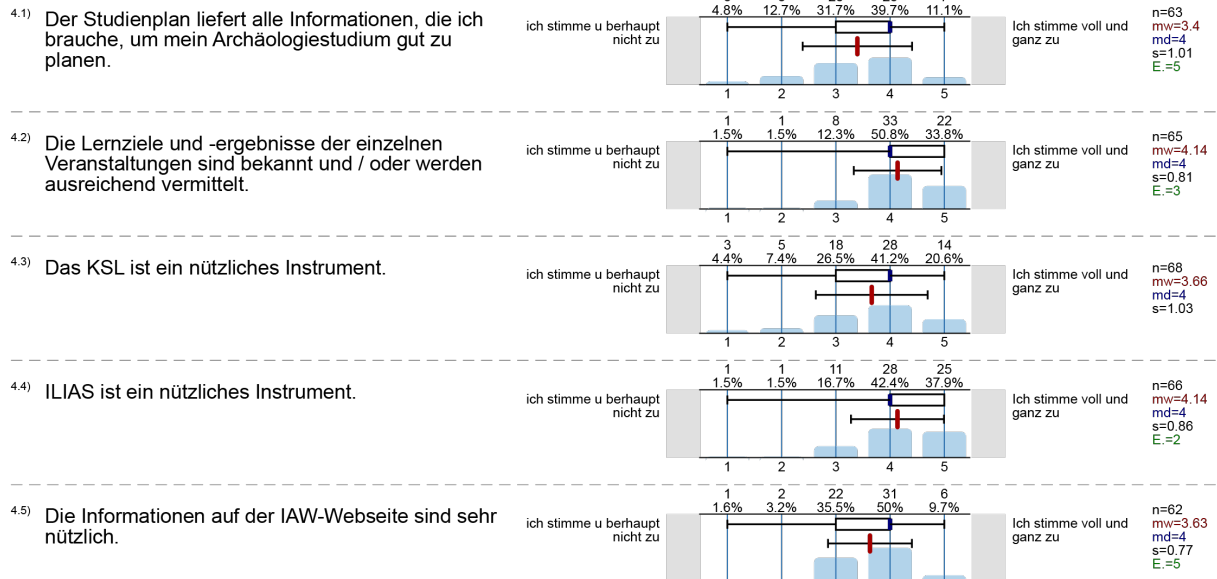 4.1) Der Studienplan liefert alle Informationen, die ich
brauche, um mein Archäologiestudium gut zu
planen.
ich stimme u berhaupt
nicht zu
4.8% 12.7% 31.7% 39.7% 11.1%
1 2 3 4 5
Ich stimme voll und
ganz zu
n=63
mw=3.4
md=4
s=1.01
E.=5
4.2) Die Lernziele und -ergebnisse der einzelnen
Veranstaltungen sind bekannt und / oder werden
ausreichend vermittelt.
ich stimme u berhaupt
nicht zu
1 1 8 33 22
1.5% 1.5% 12.3% 50.8% 33.8%
1 2 3 4 5
Ich stimme voll und
ganz zu
n=65
mw=4.14
md=4
s=0.81
E.=3
4.3) Das KSL ist ein nützliches Instrument.
ich stimme u berhaupt
nicht zu
3 5 18 28 14
4.4% 7.4% 26.5% 41.2% 20.6%
1 2 3 4 5
Ich stimme voll und
ganz zu
n=68
mw=3.66
md=4
s=1.03
4.4) ILIAS ist ein nützliches Instrument.
ich stimme u berhaupt
nicht zu
1 1 11 28 25
1.5% 1.5% 16.7% 42.4% 37.9%
1 2 3 4 5
Ich stimme voll und
ganz zu
n=66
mw=4.14
md=4
s=0.86
E.=2
4.5) Die Informationen auf der IAW-Webseite sind sehr
nützlich.
ich stimme u berhaupt
nicht zu
1 2 22 31 6
1.6% 3.2% 35.5% 50% 9.7%
Ich stimme voll und
ganz zu
n=62
mw=3.63
md=4
s=0.77
E.=5